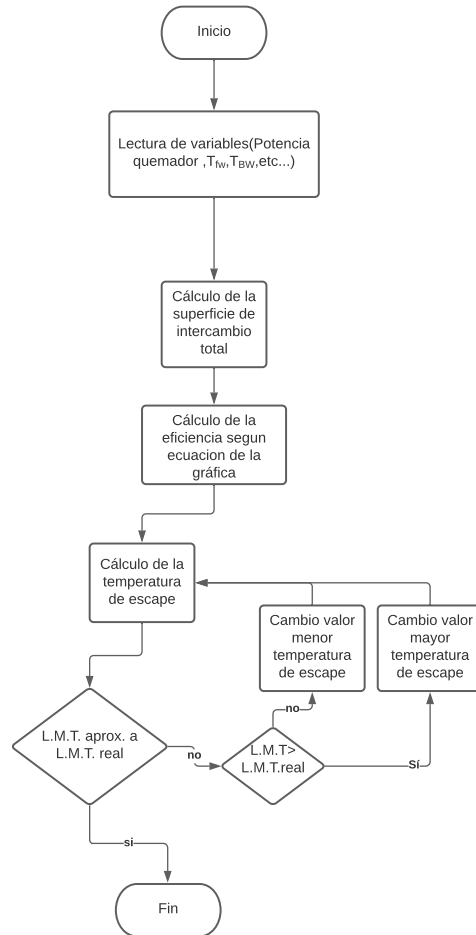 Inicio
Lectura de variables(Potencia
quemador ,Tfw,TBW,etc...)
Cálculo de la
superficie de
intercambio
total
Cálculo de la
eficiencia segun
ecuacion de la
gráfica
Cálculo de la
temperatura
de escape
Cambio valor
menor
temperatura
de escape
Cambio valor
mayor
temperatura
de escape
L.M.T. aprox. a
L.M.T. real
no
L.M.T>
L.M.T.real
no
Sí
si
Fin